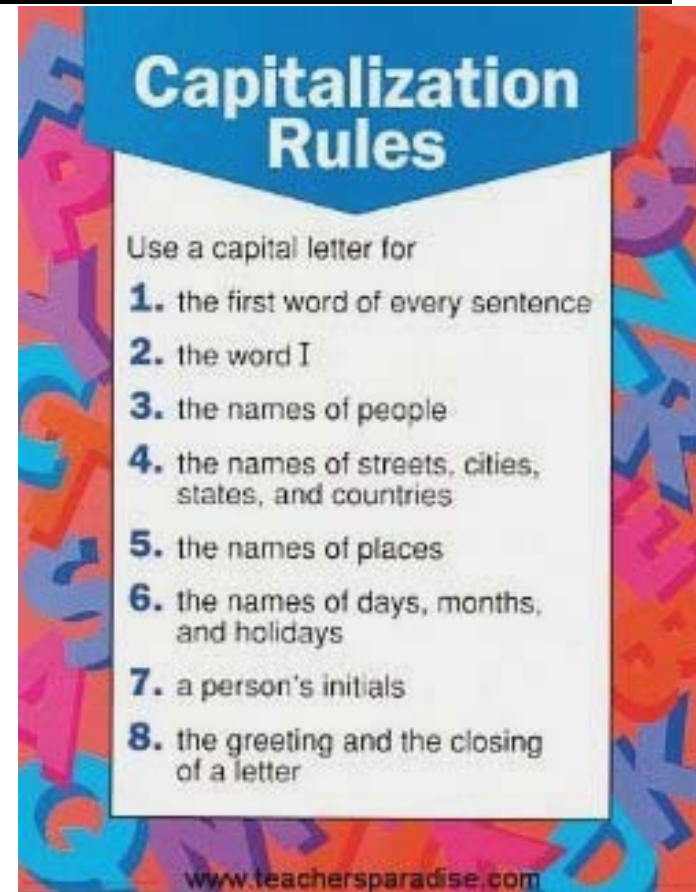 Capitalization
Rules
Use a capital letter for
1. the first word of every sentence
2. the word I
3. the names of people
4. the names of streets, cities,
states, and countries
5. the names of places
6. the names of days, months,
and holidays
7. a person's initials
8. the greeting and the closing
of a letter
www.teachersparadise.com